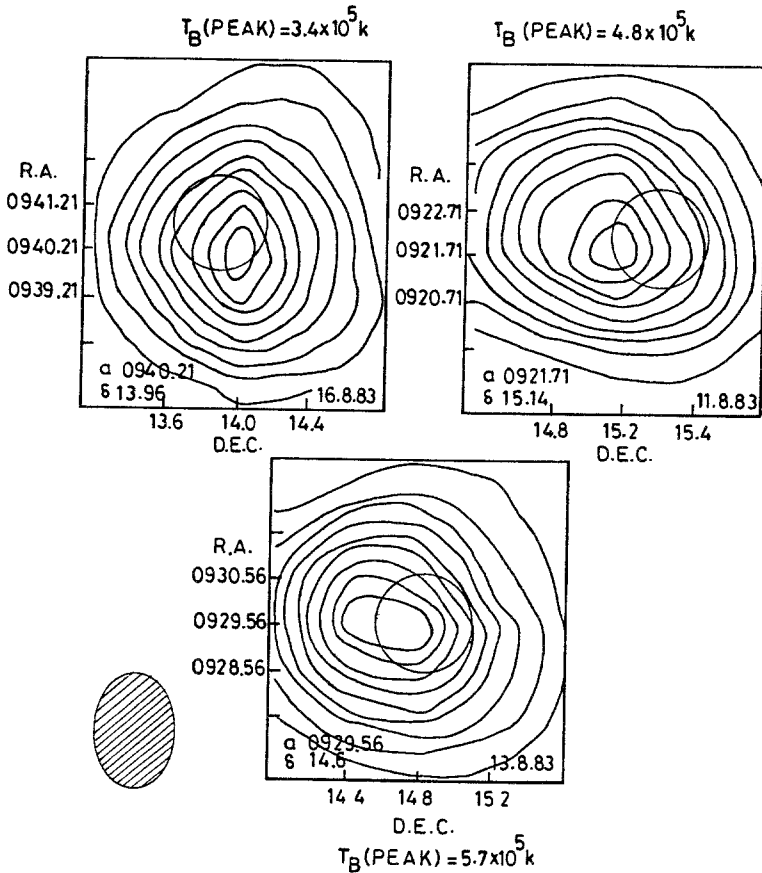 T_B(PEAK)=3.4x10^5 k
R.A.
0941.21
0940.21
0939.21
α 0940.21
δ 13.96
16.8.83
13.6 14.0 14.4
D.E.C.
T_B(PEAK)=4.8x10^5 k
R.A.
0922.71
0921.71
0920.71
α 0921.71
δ 15.14
11.8.83
14.8 15.2 15.4
D.E.C.
R.A.
0930.56
0929.56
0928.56
α 0929.56
δ 14.6
13.8.83
14 4 14 8 15 2
D.E.C.
T_B(PEAK)=5.7x10^5 k